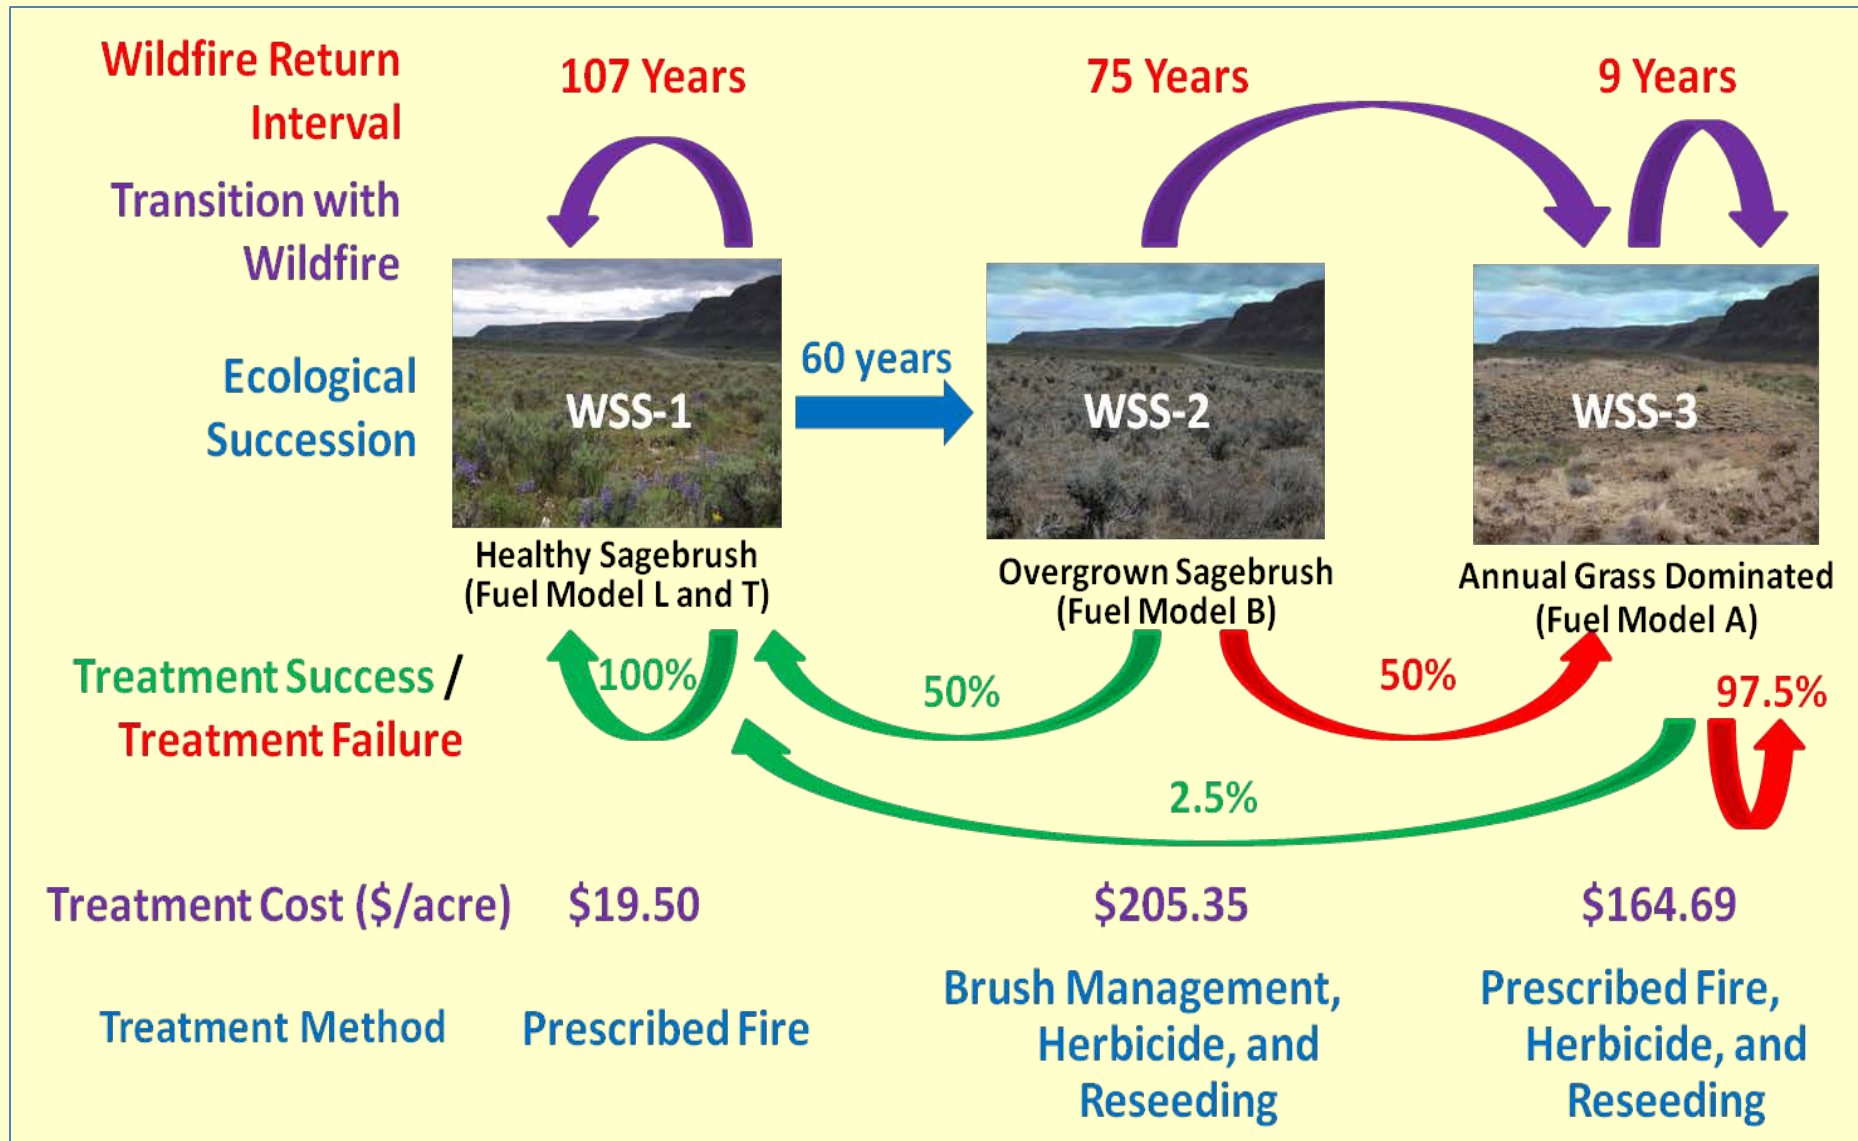 Wildfire Return
Interval
107 Years
75 Years
9 Years
Transition with
Wildfire
Ecological
Succession
60 years
WSS-1
WSS-2
WSS-3
Healthy Sagebrush
(Fuel Model L and T)
Overgrown Sagebrush
(Fuel Model B)
Annual Grass Dominated
(Fuel Model A)
Treatment Success /
Treatment Failure
100%
50%
50%
97.5%
2.5%
Treatment Cost ($/acre)
$19.50
$205.35
$164.69
Treatment Method
Prescribed Fire
Brush Management,
Herbicide, and
Reseeding
Prescribed Fire,
Herbicide, and
Reseeding